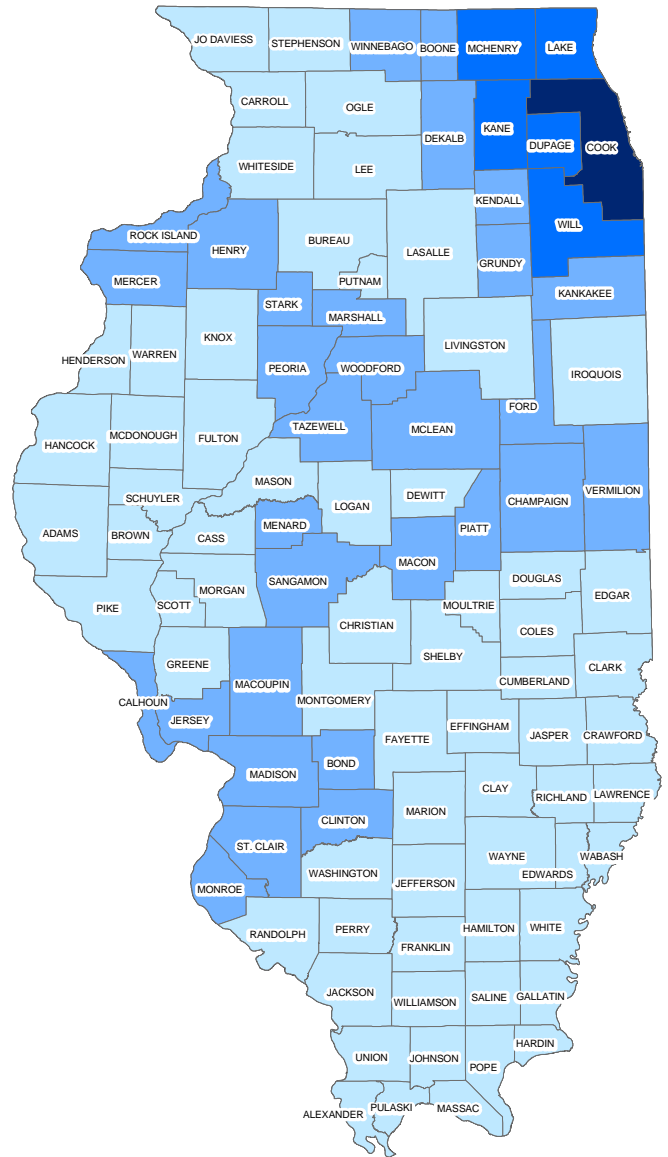 JO DAVIESS
STEPHENSON
WINNEBAGO
BOONE
MCHENRY
LAKE
CARROLL
OGLE
DEKALB
KANE
DUPAGE
COOK
WHITESIDE
LEE
KENDALL
WILL
ROCK ISLAND
HENRY
BUREAU
LASALLE
GRUNDY
MERCER
PUTNAM
KANKAKEE
STARK
MARSHALL
KNOX
LIVINGSTON
HENDERSON
WARREN
PEORIA
WOODFORD
IROQUOIS
FORD
TAZEWELL
MCLEAN
HANCOCK
MCDONOUGH
FULTON
MASON
VERMILION
SCHUYLER
DEWITT
CHAMPAIGN
LOGAN
ADAMS
BROWN
CASS
MENARD
PIATT
MACON
SANGAMON
DOUGLAS
MORGAN
EDGAR
PIKE
SCOTT
MOULTRIE
CHRISTIAN
COLES
SHELBY
GREENE
CLARK
CUMBERLAND
MACOUPIN
CALHOUN
MONTGOMERY
JERSEY
EFFINGHAM
FAYETTE
JASPER
CRAWFORD
BOND
MADISON
CLAY
RICHLAND
LAWRENCE
MARION
CLINTON
ST. CLAIR
WAYNE
WABASH
WASHINGTON
EDWARDS
JEFFERSON
MONROE
RANDOLPH
PERRY
HAMILTON
WHITE
FRANKLIN
JACKSON
WILLIAMSON
SALINE
GALLATIN
HARDIN
UNION
JOHNSON
POPE
ALEXANDER
PULASKI
MASSAC